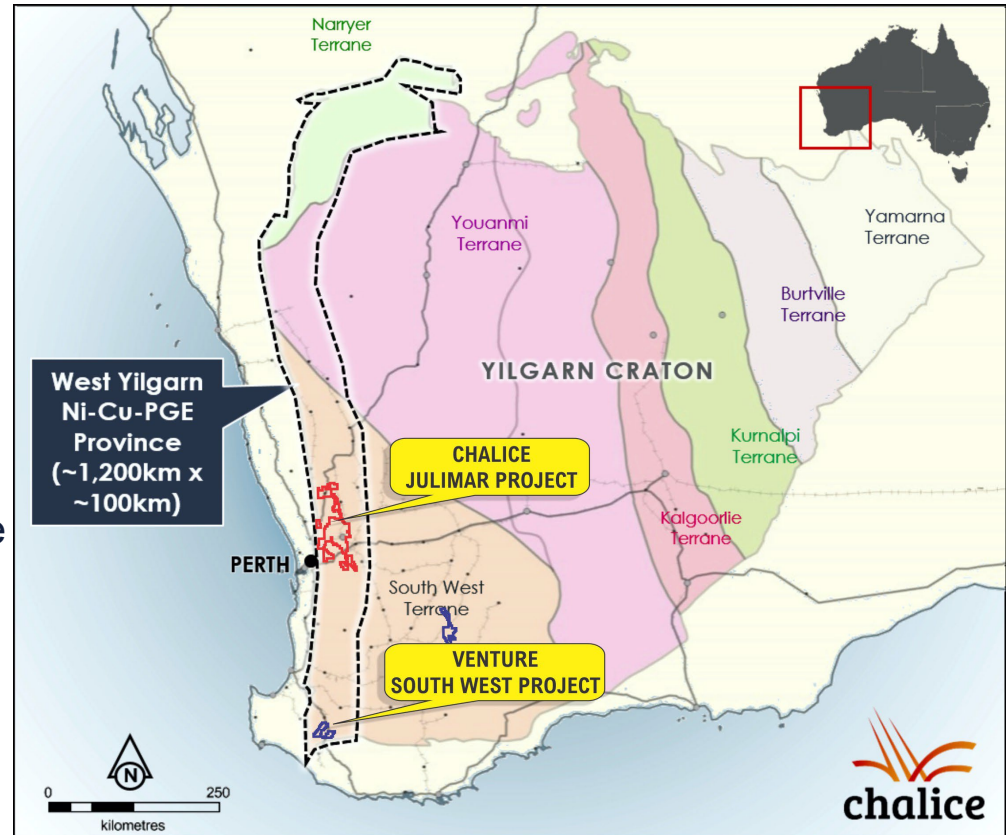 Narryer
Terrane
Youanmi
Terrane
Yamarna
Terrane
Burtville
Terrane
West Yilgarn
Ni-Cu-PGE
Province
(~1,200km x
~100km)
YILGARN CRATON
CHALICE
JULIMAR PROJECT
Kurnalpi
Terrane
Kalgoorlie
Terrane
PERTH
South West
Terrane
VENTURE
SOUTH WEST PROJECT
N
0 250
kilometres
chalice